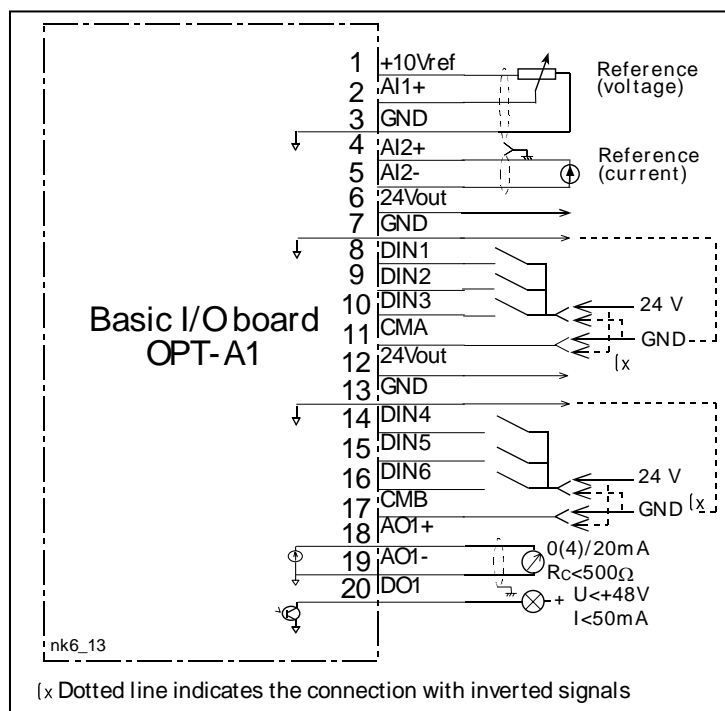 1 +10Vref
Reference
(voltage)
2 AI1+
3 GND
4 AI2+
Reference
(current)
5 AI2-
6 24Vout
7 GND
8 DIN1
9 DIN2
10 DIN3
24 V
Basic I/O board
OPT-A1
11 CMA
GND
(x
12 24Vout
13 GND
14 DIN4
15 DIN5
16 DIN6
24 V
17 CMB
GND (x
18 AO1+
19 AO1-
0(4)/20mA
RC<500Ω
20 DO1
+ U<+48V
I<50mA
nk6_13
(x Dotted line indicates the connection with inverted signals